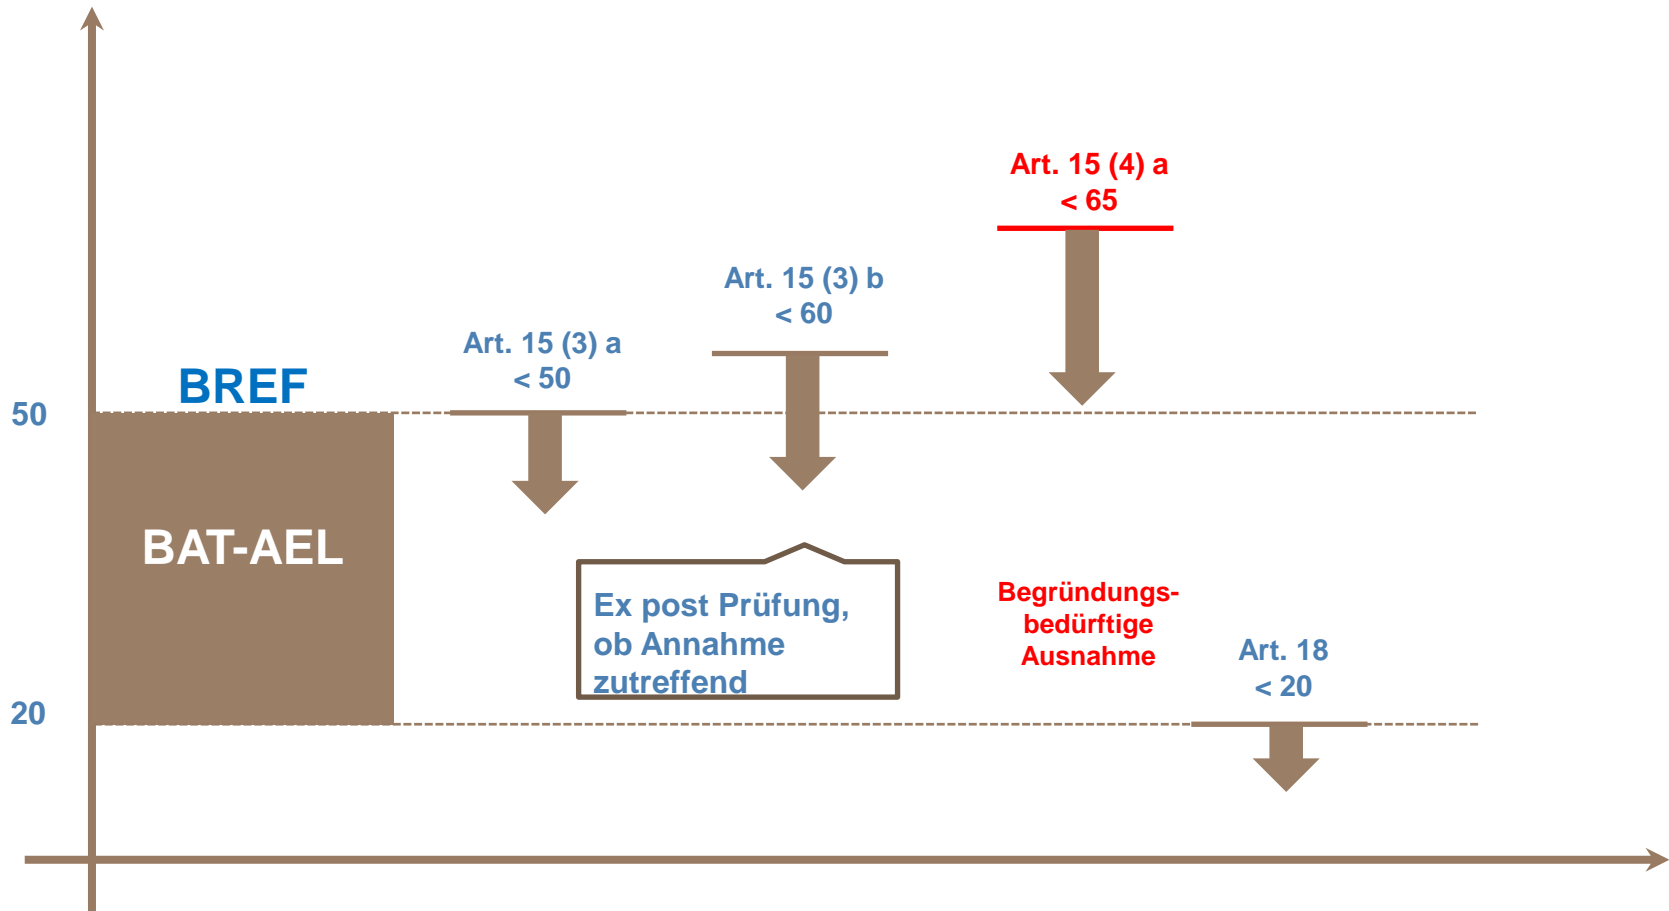 Art. 15 (4) a
< 65
Art. 15 (3) b
< 60
Art. 15 (3) a
< 50
BREF
50
BAT-AEL
Ex post Prüfung,
ob Annahme
zutreffend
Begründungs-
bedürftige
Ausnahme
Art. 18
< 20
20